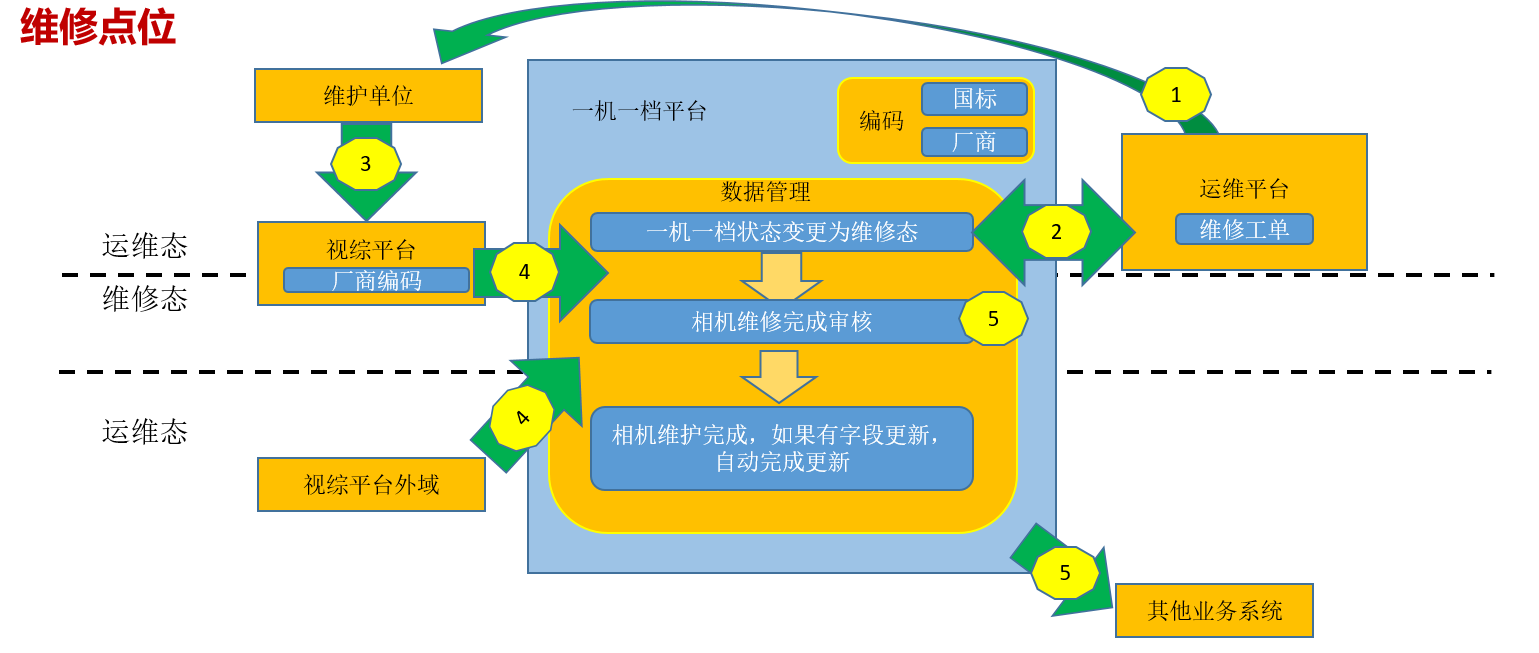 维修点位
维护单位
3
视综平台
厂商编码
运维态
维修态
运维态
视综平台外域
4
4
一机一档平台
编码
国标
厂商
数据管理
一机一档状态变更为维修态
相机维修完成审核
5
相机维护完成，如果有字段更新，
自动完成更新
1
2
运维平台
维修工单
5
其他业务系统